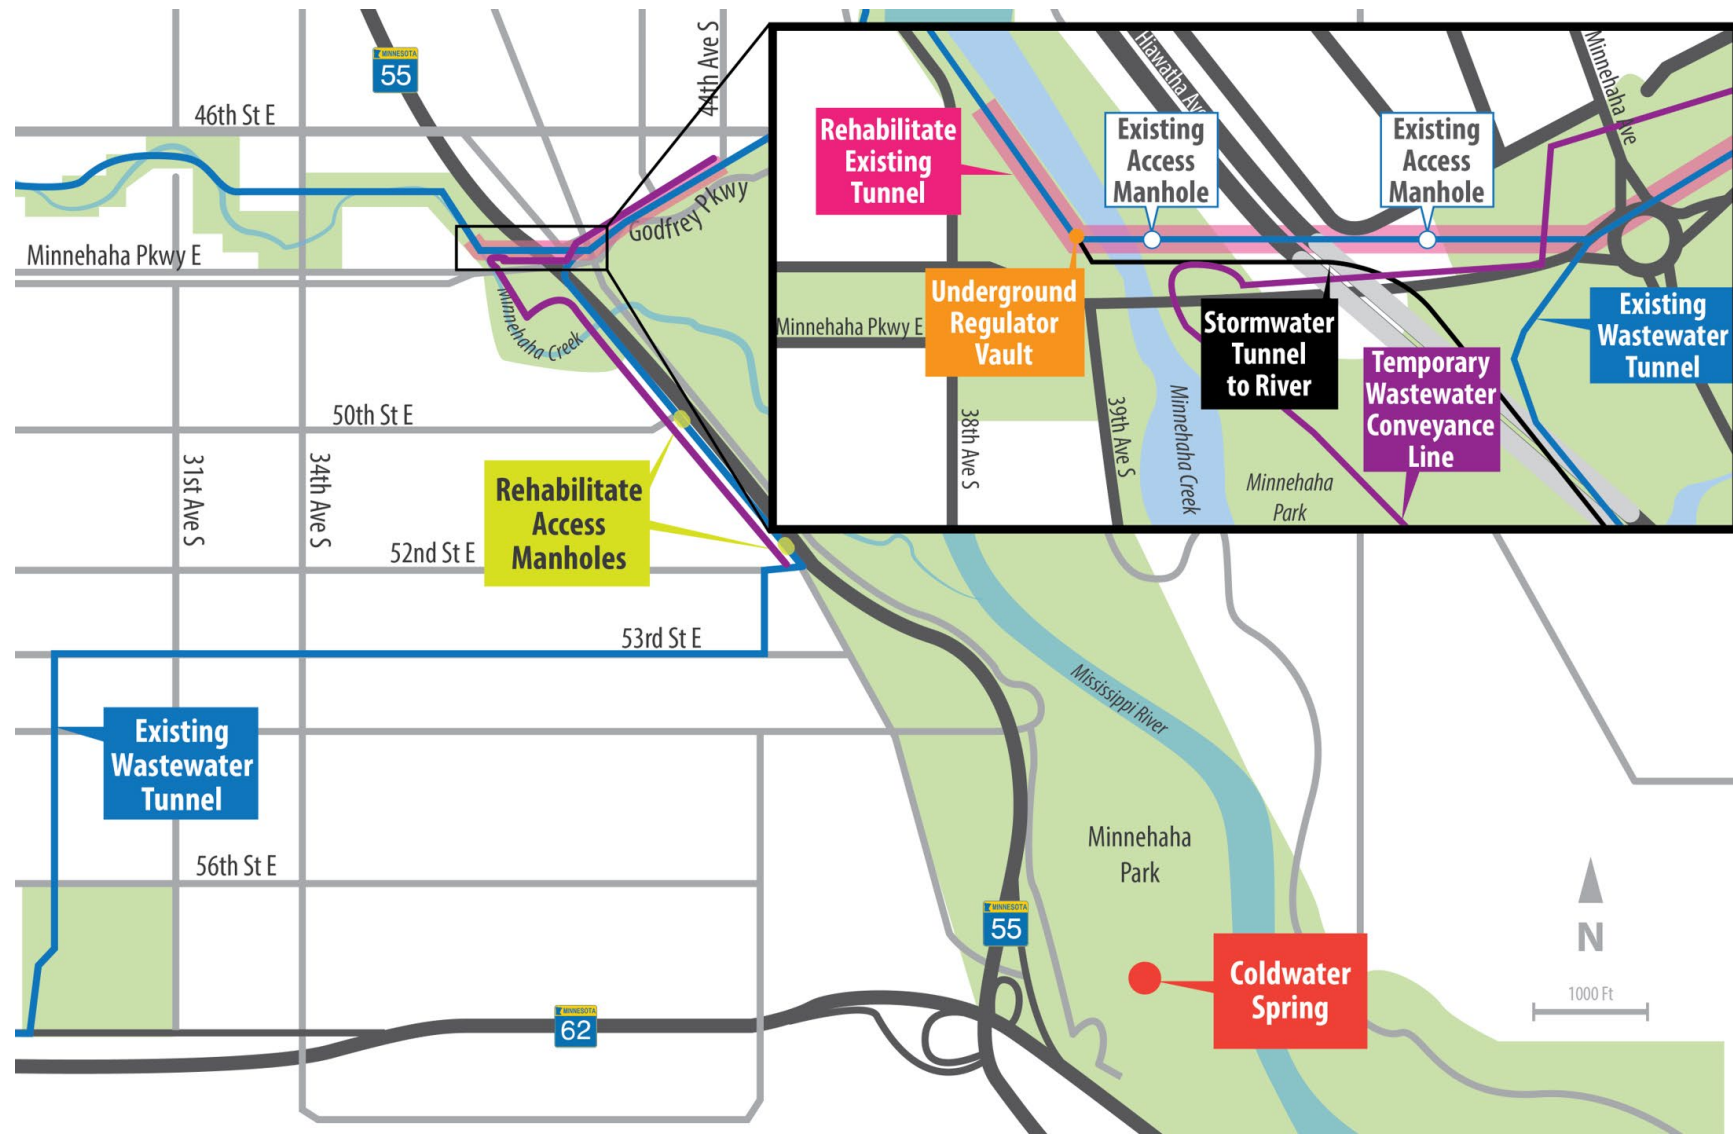 MINNESOTA
55
46th St E
44th Ave S
Godfrey Pkwy
Minnehaha Pkwy E
Minnehaha Creek
50th St E
31st Ave S
34th Ave S
Rehabilitate
Access
Manholes
52nd St E
53rd St E
Existing
Wastewater
Tunnel
56th St E
MINNESOTA
62
MINNESOTA
55
Mississippi River
Minnehaha
Park
Coldwater
Spring
N
1000 Ft
Hiawatha Ave
Minnehaha Ave
Rehabilitate
Existing
Tunnel
Existing
Access
Manhole
Existing
Access
Manhole
Underground
Regulator
Vault
Minnehaha Pkwy E
Stormwater
Tunnel
to River
Existing
Wastewater
Tunnel
Temporary
Wastewater
Conveyance
Line
38th Ave S
39th Ave S
Minnehaha Creek
Minnehaha
Park